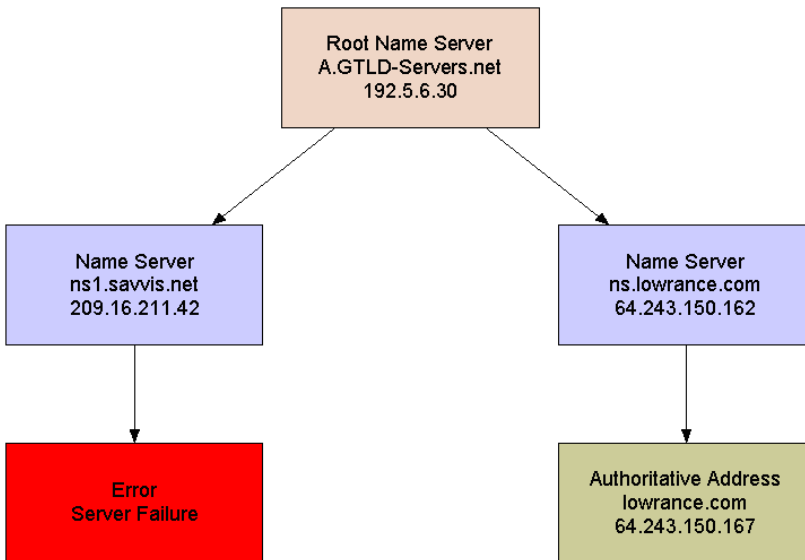 Root Name Server
A.GTLD-Servers.net
192.5.6.30
Name Server
ns1.savvis.net
209.16.211.42
Name Server
ns.lowrance.com
64.243.150.162
Error
Server Failure
Authoritative Address
lowrance.com
64.243.150.167